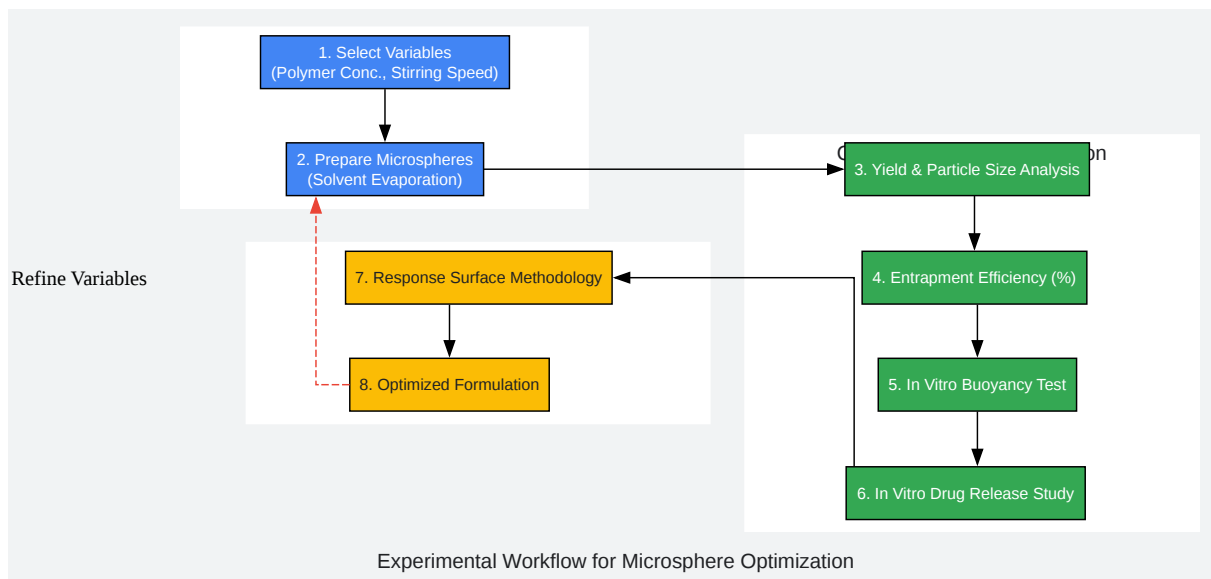 1. Select Variables
(Polymer Conc., Stirring Speed)
2. Prepare Microspheres
(Solvent Evaporation)
3. Yield & Particle Size Analysis
Refine Variables
7. Response Surface Methodology
4. Entrapment Efficiency (%)
8. Optimized Formulation
5. In Vitro Buoyancy Test
6. In Vitro Drug Release Study
Experimental Workflow for Microsphere Optimization